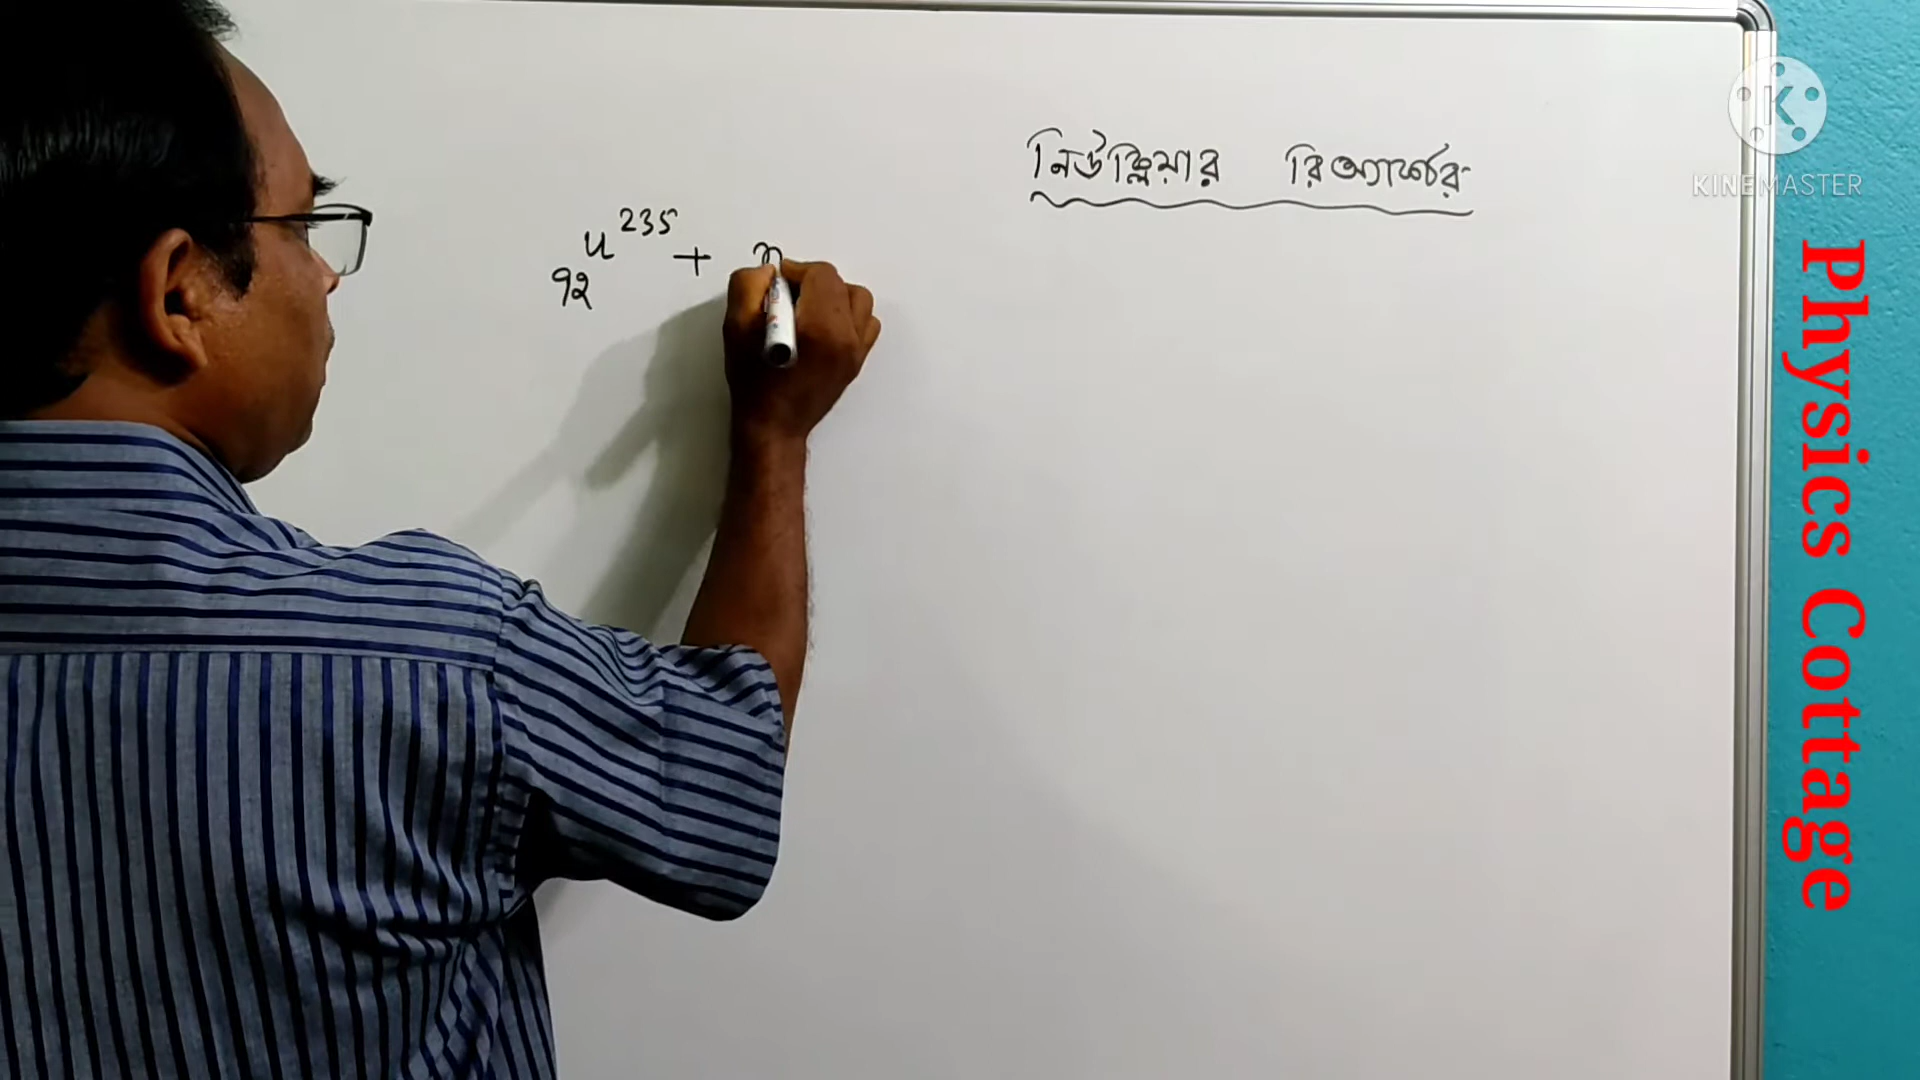 নিউক্লিয়ার রিঅ্যাক্টর
₉₂U²³⁵ + n
KINEMASTER
Physics Cottage